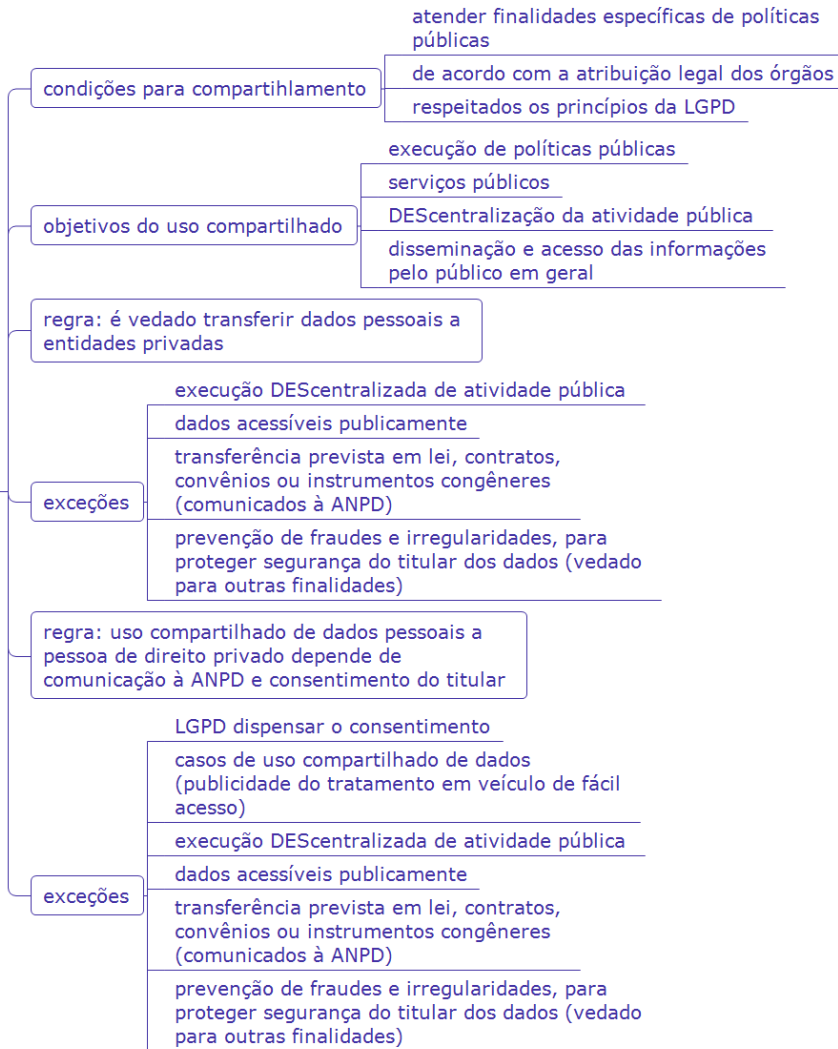 atender finalidades específicas de políticas
públicas
condições para compartihlamento
de acordo com a atribuição legal dos órgãos
respeitados os princípios da LGPD
execução de políticas públicas
serviços públicos
objetivos do uso compartilhado
DEScentralização da atividade pública
disseminação e acesso das informações
pelo público em geral
regra: é vedado transferir dados pessoais a
entidades privadas
execução DEScentralizada de atividade pública
dados acessíveis publicamente
transferência prevista em lei, contratos,
convênios ou instrumentos congêneres
(comunicados à ANPD)
exceções
prevenção de fraudes e irregularidades, para
proteger segurança do titular dos dados (vedado
para outras finalidades)
regra: uso compartilhado de dados pessoais a
pessoa de direito privado depende de
comunicação à ANPD e consentimento do titular
LGPD dispensar o consentimento
casos de uso compartilhado de dados
(publicidade do tratamento em veículo de fácil
acesso)
execução DEScentralizada de atividade pública
dados acessíveis publicamente
exceções
transferência prevista em lei, contratos,
convênios ou instrumentos congêneres
(comunicados à ANPD)
prevenção de fraudes e irregularidades, para
proteger segurança do titular dos dados (vedado
para outras finalidades)